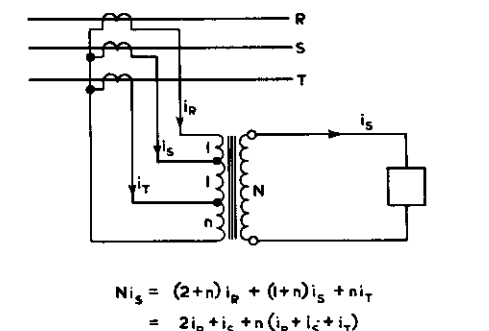 R
S
T
i_R
i_S
i_S
i_T
1
1
n
N
Ni_S = (2+n) i_R + (1+n) i_S + ni_T
= 2i_R + i_S + n (i_R + i_S + i_T)